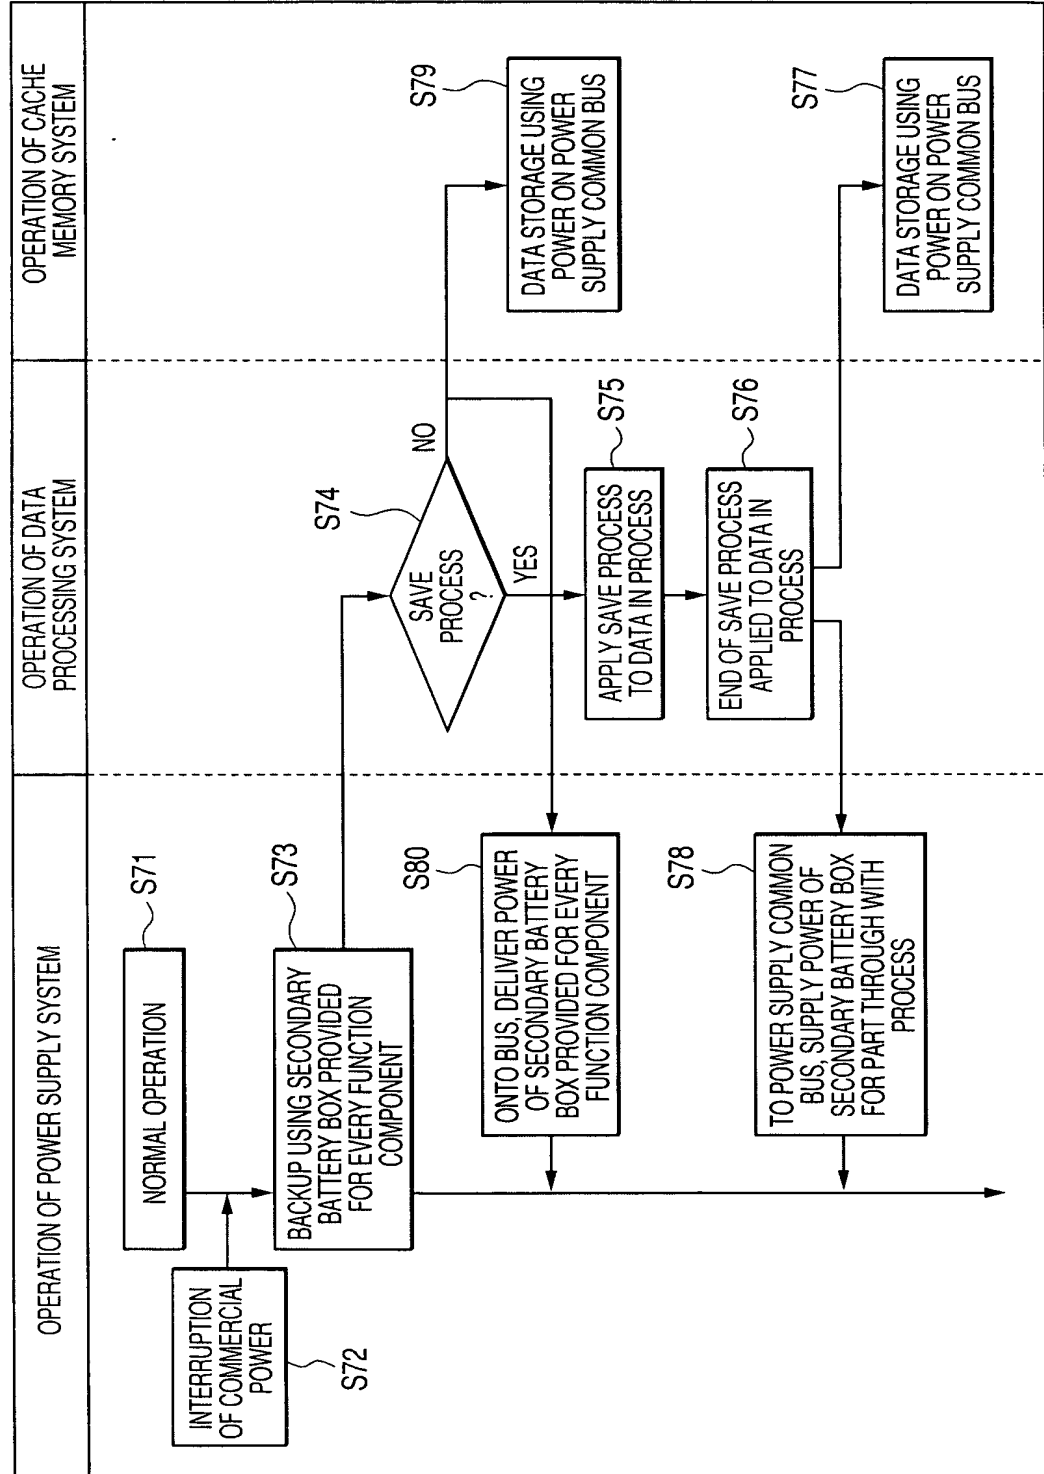 OPERATION OF POWER SUPPLY SYSTEM
OPERATION OF DATA
PROCESSING SYSTEM
OPERATION OF CACHE
MEMORY SYSTEM
NORMAL OPERATION
S71
INTERRUPTION
OF COMMERCIAL
POWER
S72
BACKUP USING SECONDARY
BATTERY BOX PROVIDED
FOR EVERY FUNCTION
COMPONENT
S73
SAVE
PROCESS
?
S74
NO
YES
S79
DATA STORAGE USING
POWER ON POWER
SUPPLY COMMON BUS
S80
ONTO BUS, DELIVER POWER
OF SECONDARY BATTERY
BOX PROVIDED FOR EVERY
FUNCTION COMPONENT
APPLY SAVE PROCESS
TO DATA IN PROCESS
S75
END OF SAVE PROCESS
APPLIED TO DATA IN
PROCESS
S76
S78
TO POWER SUPPLY COMMON
BUS, SUPPLY POWER OF
SECONDARY BATTERY BOX
FOR PART THROUGH WITH
PROCESS
S77
DATA STORAGE USING
POWER ON POWER
SUPPLY COMMON BUS